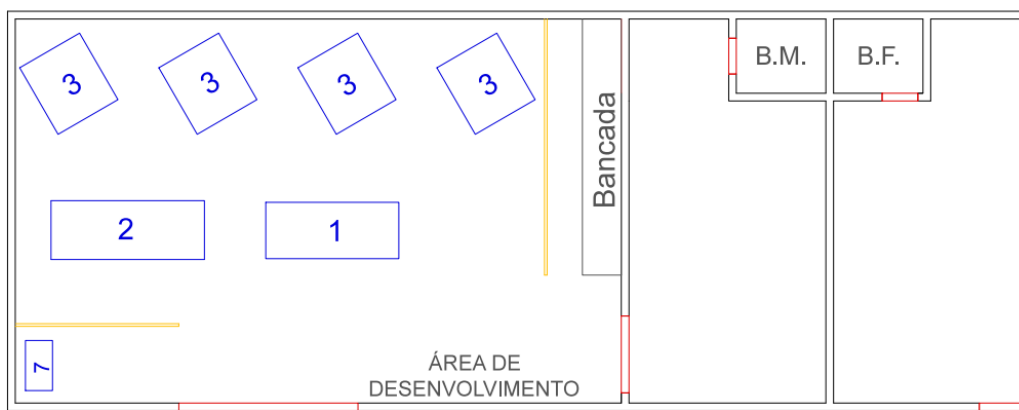 3
3
3
3
B.M.
B.F.
Bancada
2
1
7
ÁREA DE
DESENVOLVIMENTO